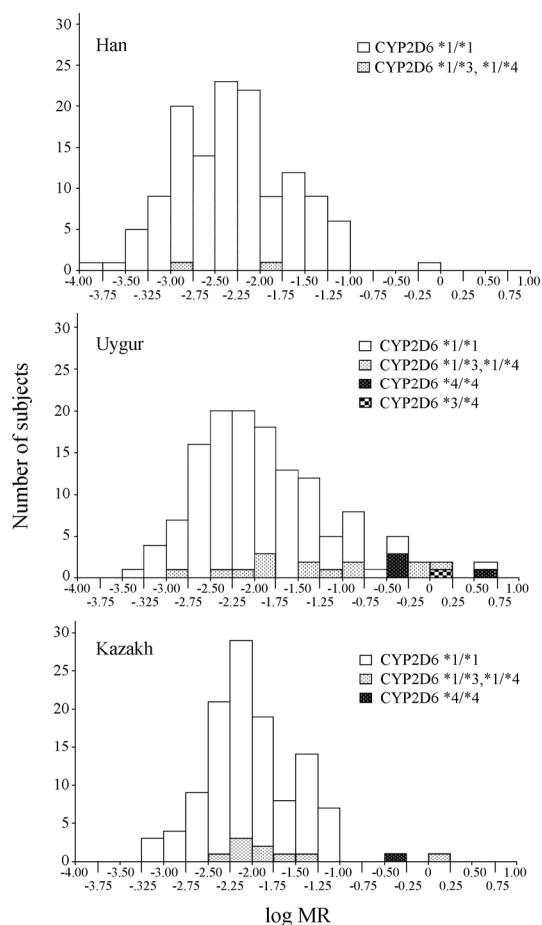 Han
CYP2D6 *1/*1
CYP2D6 *1/*3, *1/*4
30
20
10
5
0
-4.00 -3.50 -3.00 -2.50 -2.00 -1.50 -1.00 -0.50 0.00 0.50 1.00
-3.75 -.325 -2.75 -2.25 -1.75 -1.25 -0.75 -0.25 0.25 0.75
Uygur
CYP2D6 *1/*1
CYP2D6 *1/*3,*1/*4
CYP2D6 *4/*4
CYP2D6 *3/*4
30
20
15
10
5
0
-4.00 -3.50 -3.00 -2.50 -2.00 -1.50 -1.00 -0.50 0.00 0.50 1.00
-3.75 -.325 -2.75 -2.25 -1.75 -1.25 -0.75 -0.25 0.25 0.75
Number of subjects
Kazakh
CYP2D6 *1/*1
CYP2D6 *1/*3,*1/*4
CYP2D6 *4/*4
30
25
20
15
10
5
0
-4.00 -3.50 -3.00 -2.50 -2.00 -1.50 -1.00 -0.50 0.00 0.50 1.00
-3.75 -.325 -2.75 -2.25 -1.75 -1.25 -0.75 -0.25 0.25 0.75
log MR